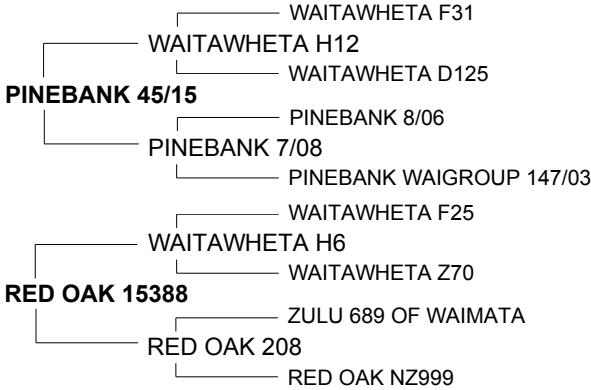 WAITAWHETA F31
WAITAWHETA H12
WAITAWHETA D125
PINEBANK 45/15
PINEBANK 8/06
PINEBANK 7/08
PINEBANK WAIGROUP 147/03
WAITAWHETA F25
WAITAWHETA H6
WAITAWHETA Z70
RED OAK 15388
ZULU 689 OF WAIMATA
RED OAK 208
RED OAK NZ999